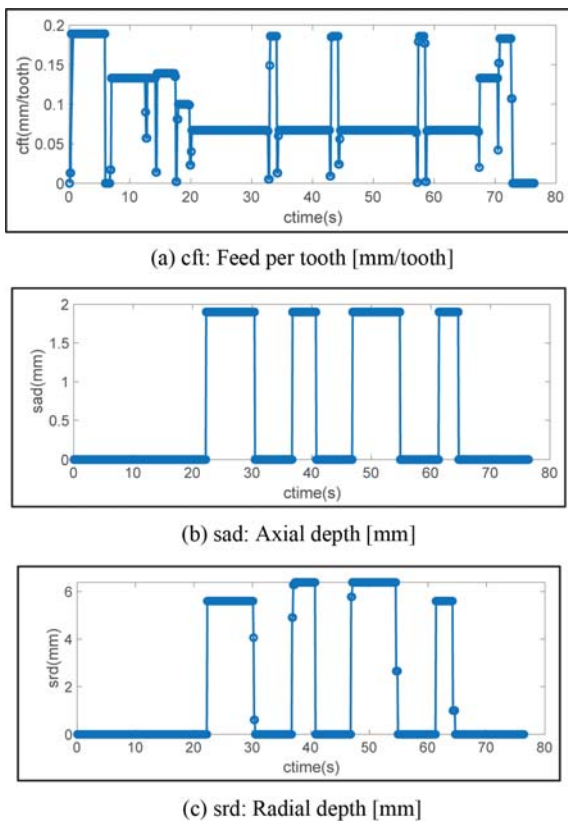 0.2
0.15
0.1
0.05
0
cft(mm/tooth)
0 10 20 30 40 50 60 70 80
ctime(s)
(a) cft: Feed per tooth [mm/tooth]
2
1.5
1
0.5
0
sad(mm)
0 10 20 30 40 50 60 70 80
ctime(s)
(b) sad: Axial depth [mm]
6
4
2
0
srd(mm)
0 10 20 30 40 50 60 70 80
ctime(s)
(c) srd: Radial depth [mm]